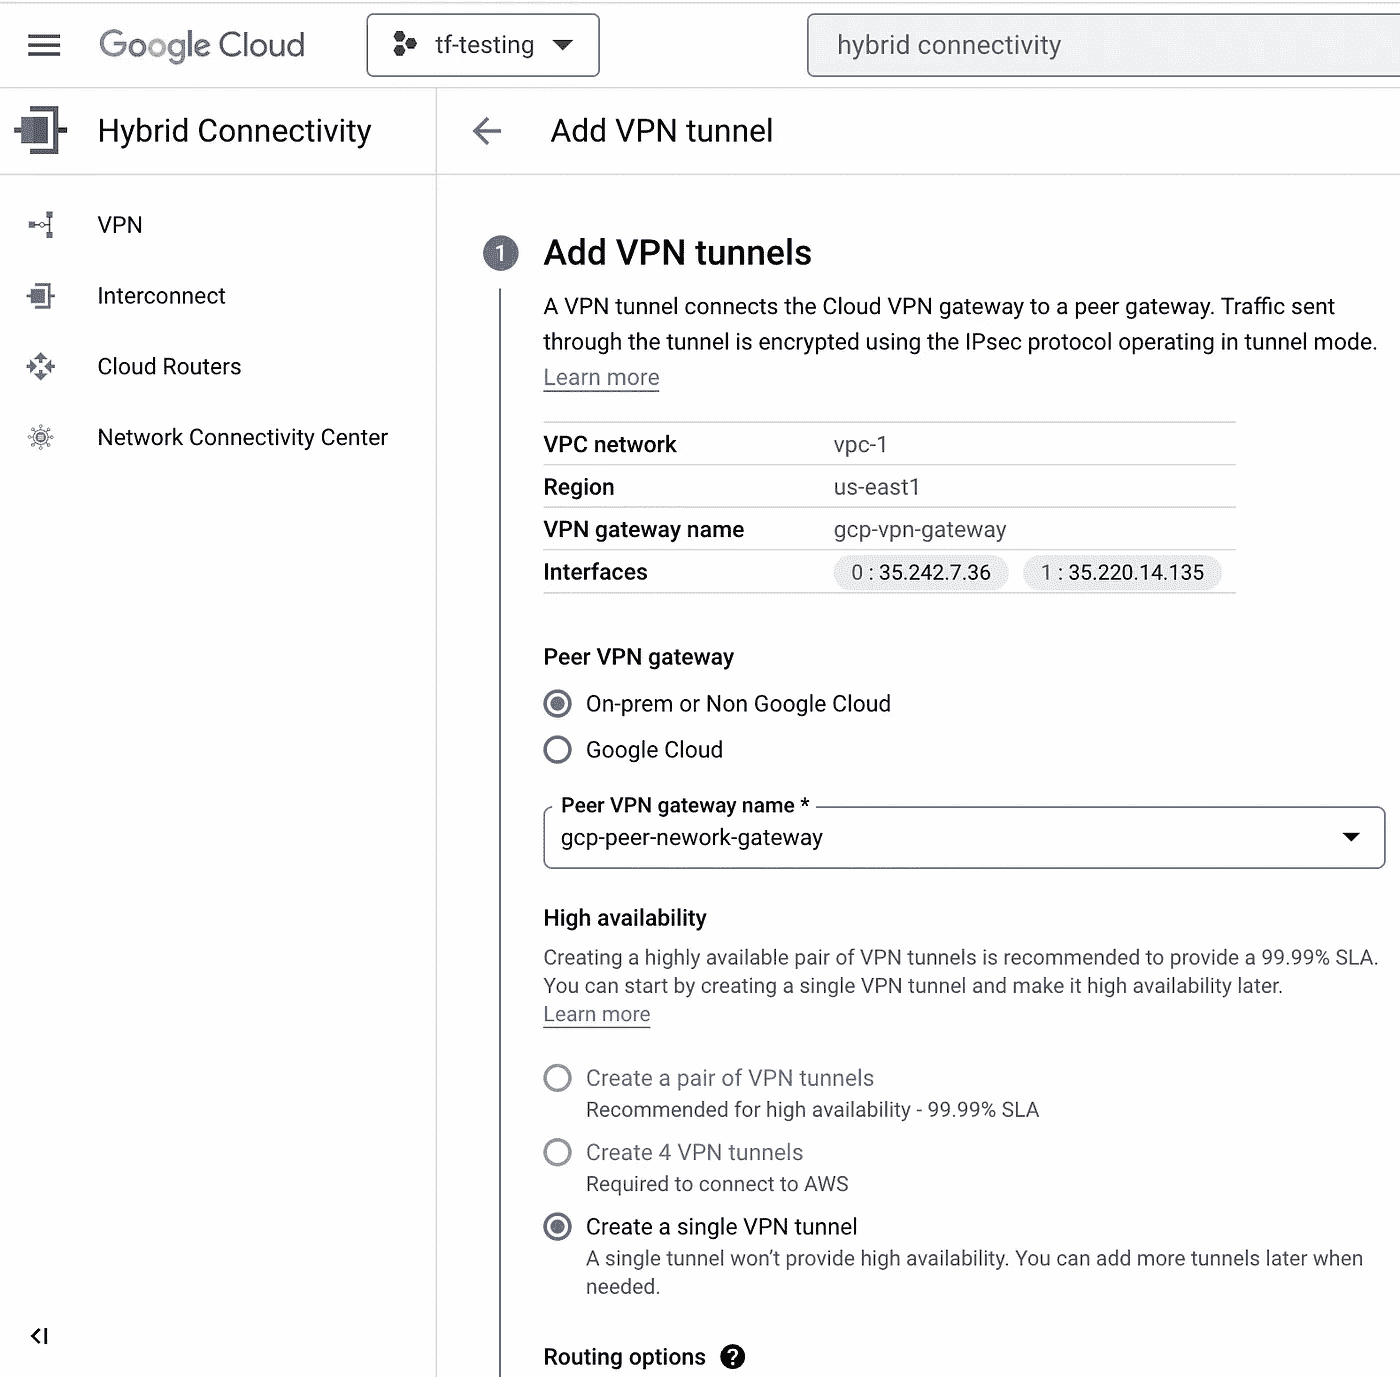 Google Cloud
tf-testing
hybrid connectivity
Hybrid Connectivity
Add VPN tunnel
VPN
Interconnect
Cloud Routers
Network Connectivity Center
1
Add VPN tunnels
A VPN tunnel connects the Cloud VPN gateway to a peer gateway. Traffic sent
through the tunnel is encrypted using the IPsec protocol operating in tunnel mode.
Learn more
VPC network vpc-1
Region us-east1
VPN gateway name gcp-vpn-gateway
Interfaces 0 : 35.242.7.36 1 : 35.220.14.135
Peer VPN gateway
On-prem or Non Google Cloud
Google Cloud
Peer VPN gateway name *
gcp-peer-nework-gateway
High availability
Creating a highly available pair of VPN tunnels is recommended to provide a 99.99% SLA.
You can start by creating a single VPN tunnel and make it high availability later.
Learn more
Create a pair of VPN tunnels
Recommended for high availability - 99.99% SLA
Create 4 VPN tunnels
Required to connect to AWS
Create a single VPN tunnel
A single tunnel won't provide high availability. You can add more tunnels later when
needed.
Routing options ?